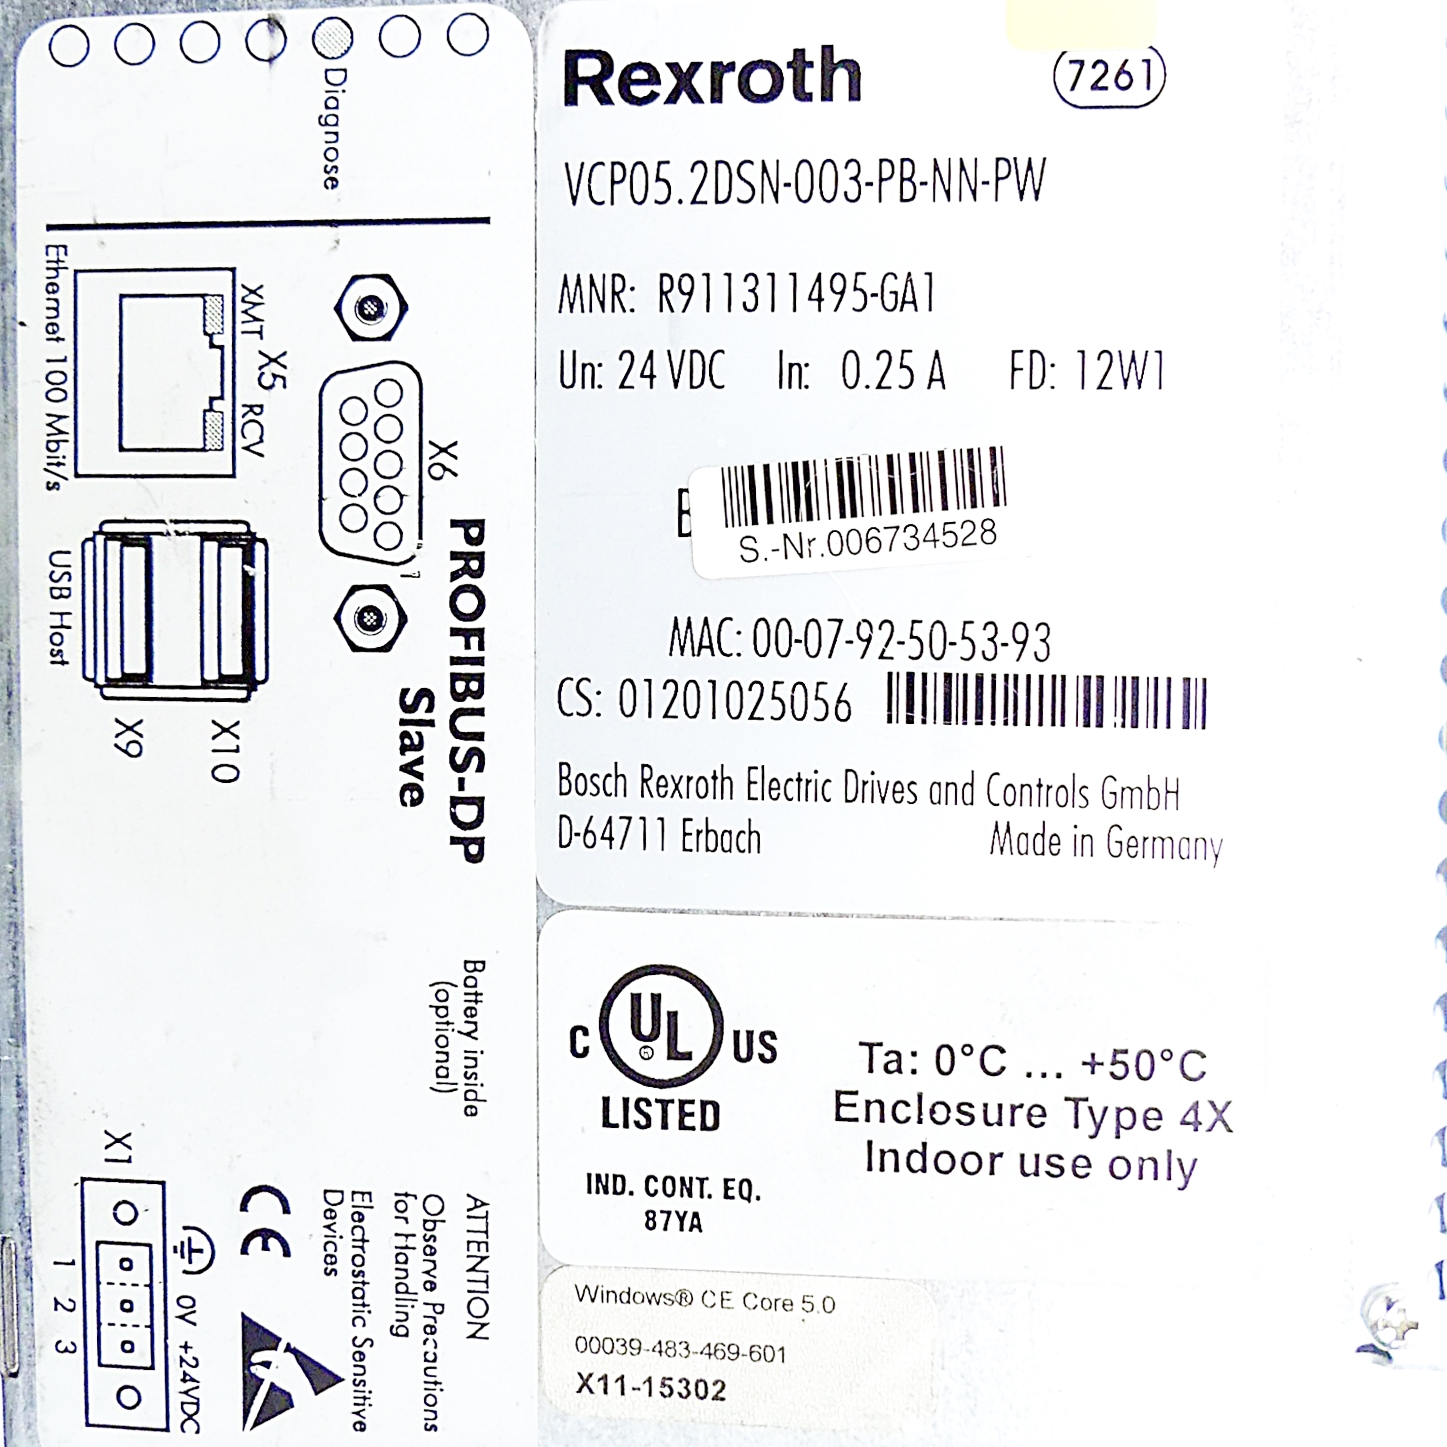 Diagnose
Ethernet 100 Mbit/s
XMT
X5
RCV
X6
USB Host
X9
X10
PROFIBUS-DP
Slave
Battery inside
(optional)
X1
1 2 3
0V +24VDC
CE
ATTENTION
Observe Precautions
for Handling
Electrostatic Sensitive
Devices
Rexroth
7261
VCP05.2DSN-003-PB-NN-PW
MNR: R911311495-GA1
Un: 24 VDC In: 0.25 A FD: 12W1
S.-Nr.006734528
MAC: 00-07-92-50-53-93
CS: 01201025056
Bosch Rexroth Electric Drives and Controls GmbH
D-64711 Erbach Made in Germany
C UL US
LISTED
IND. CONT. EQ.
87YA
Ta: 0°C ... +50°C
Enclosure Type 4X
Indoor use only
Windows® CE Core 5.0
00039-483-469-601
X11-15302